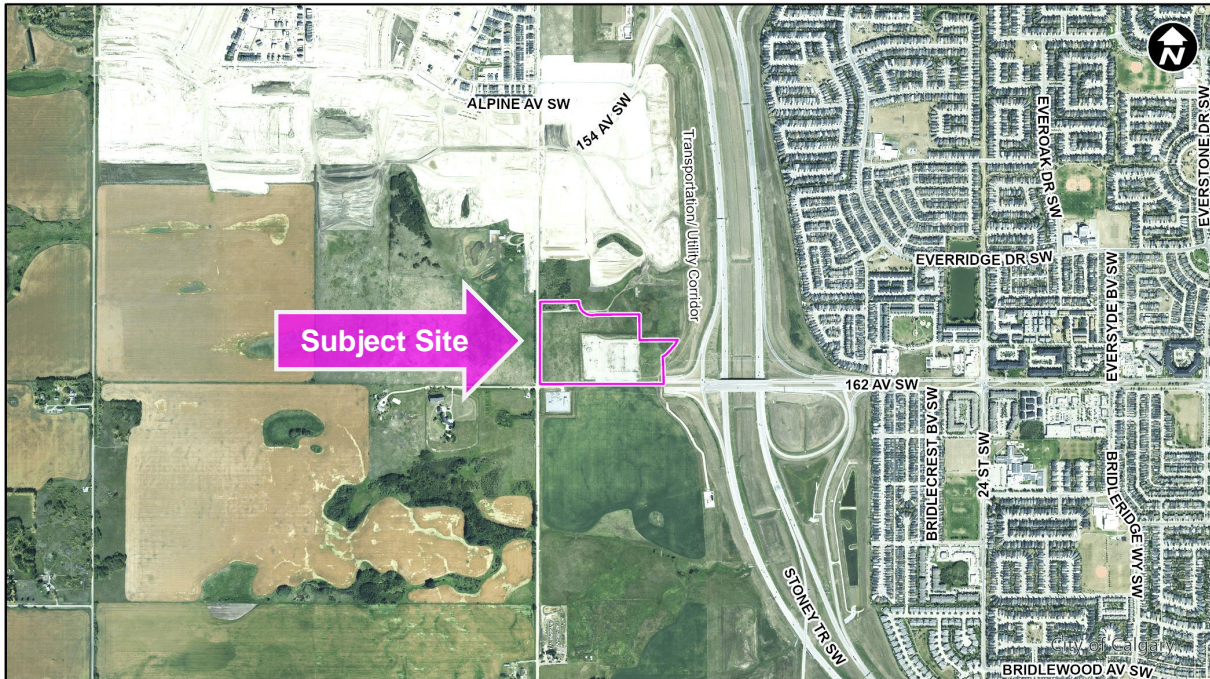 N
ALPINE AV SW
154 AV SW
Transportation/Utility Corridor
EVEROAK DR SW
EVERSTONE DR SW
EVERRIDGE DR SW
EVERSYDE BV SW
Subject Site
162 AV SW
BRIDLECREST BV SW
24 ST SW
BRIDLERIDGE WY SW
STONEY TR SW
City of Calgary
BRIDLEWOOD AV SW